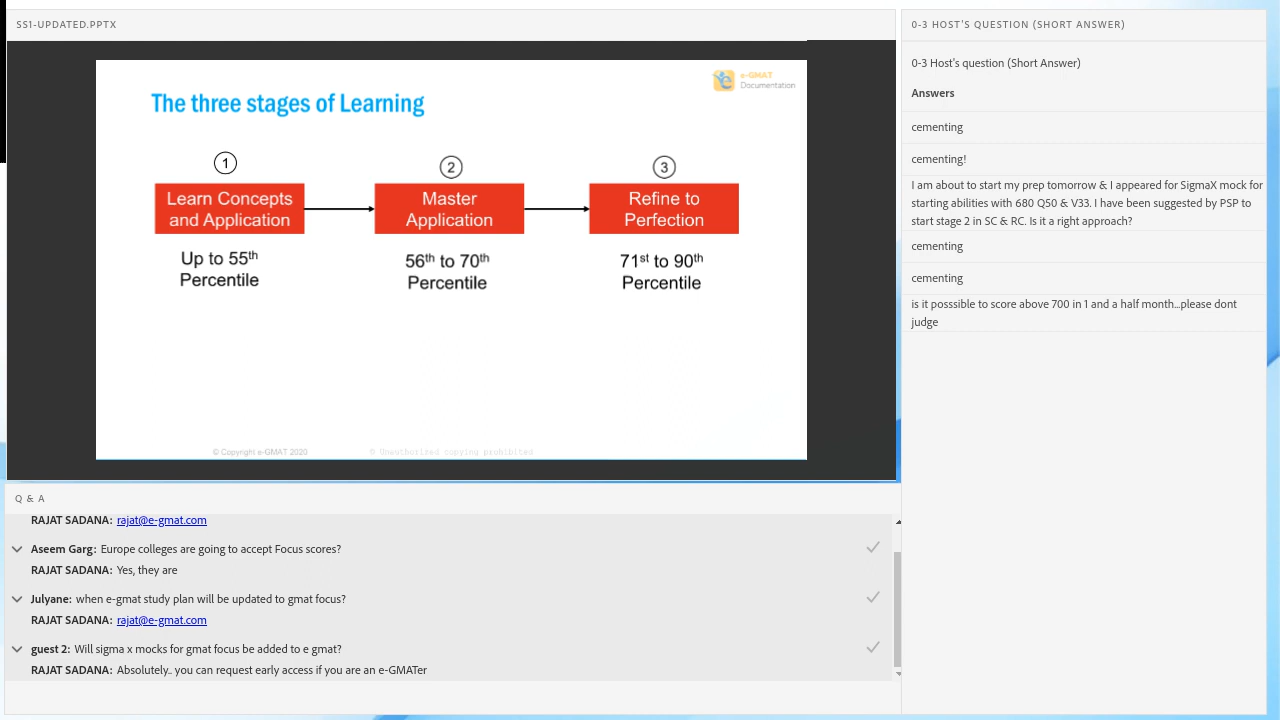 SS1-UPDATED.PPTX
e-GMAT
Documentation
The three stages of Learning
1
2
3
Learn Concepts
and Application
Master
Application
Refine to
Perfection
Up to 55th
Percentile
56th to 70th
Percentile
71st to 90th
Percentile
© Copyright e-GMAT 2020
Unauthorized copying prohibited
Q & A
RAJAT SADANA: rajat@e-gmat.com
Aseem Garg: Europe colleges are going to accept Focus scores?
RAJAT SADANA: Yes, they are
Julyane: when e-gmat study plan will be updated to gmat focus?
RAJAT SADANA: rajat@e-gmat.com
guest 2: Will sigma x mocks for gmat focus be added to e gmat?
RAJAT SADANA: Absolutely.. you can request early access if you are an e-GMATer
0-3 HOST'S QUESTION (SHORT ANSWER)
0-3 Host's question (Short Answer)
Answers
cementing
cementing!
I am about to start my prep tomorrow & I appeared for SigmaX mock for
starting abilities with 680 Q50 & V33. I have been suggested by PSP to
start stage 2 in SC & RC. Is it a right approach?
cementing
cementing
is it posssible to score above 700 in 1 and a half month...please dont
judge